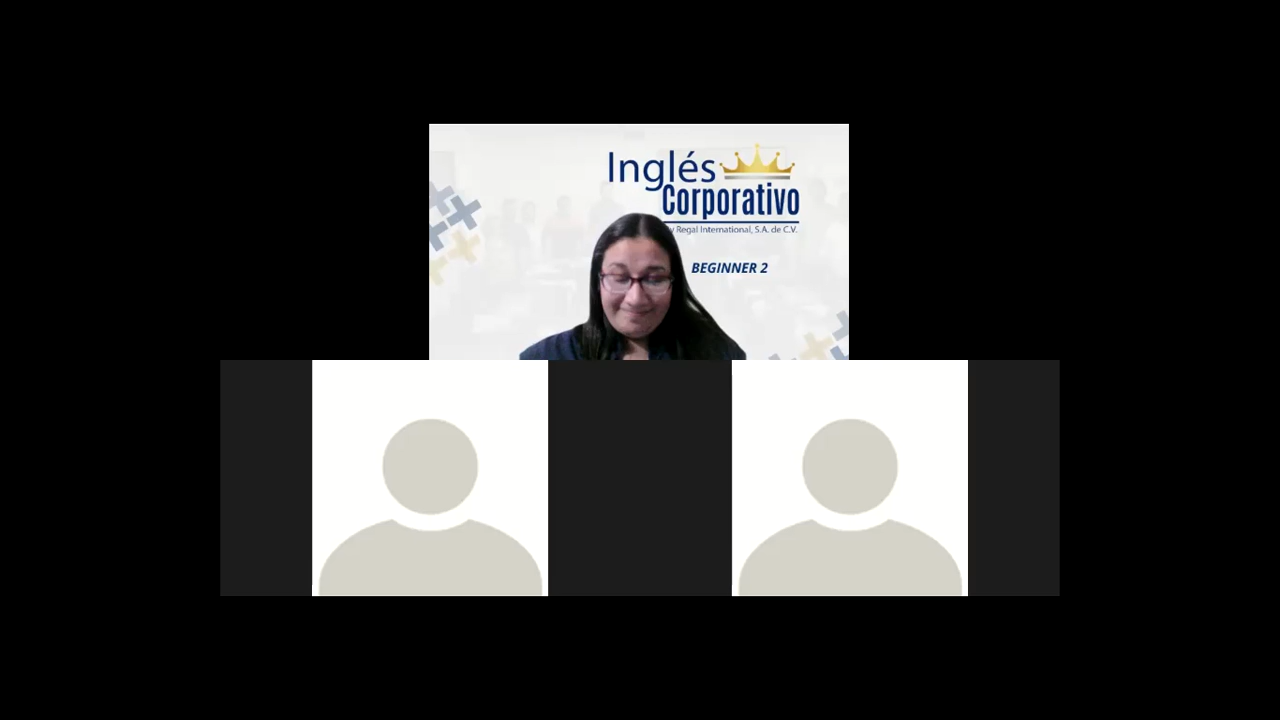 Inglés
Corporativo
y Regal International, S.A. de C.V.
BEGINNER 2